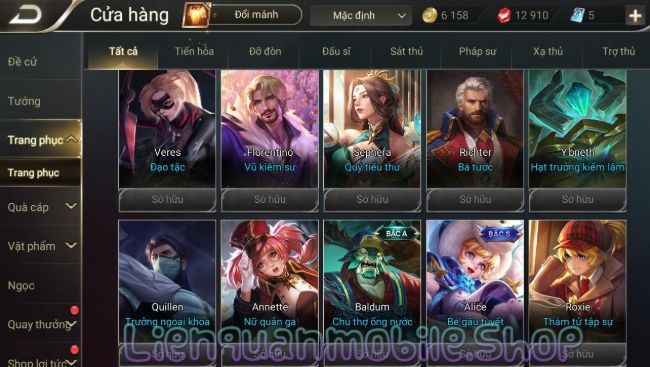 Cửa hàng
Đổi mảnh
Mặc định
6 158
12 910
5
Đề cử
Tướng
Trang phục
Trang phục
Quà cáp
Vật phẩm
Ngọc
Quay thưởng
Shop lợi tức
Tất cả
Tiến hóa
Đỡ đòn
Đấu sĩ
Sát thủ
Pháp sư
Xạ thủ
Trợ thủ
Veres
Đạo tặc
Sở hữu
Florentino
Vũ kiếm sư
Sở hữu
Sephera
Quý tiểu thư
Sở hữu
Richter
Bá tước
Sở hữu
Y'bneth
Hạt trưởng kiểm lâm
Sở hữu
Quillen
Trưởng ngoại khoa
Annette
Nữ quản gia
BẬC A
Baldum
Chú thợ ống nước
BẬC S
Alice
Bé gấu tuyết
Roxie
Thám tử tập sự
Lienquanmobile.Shop